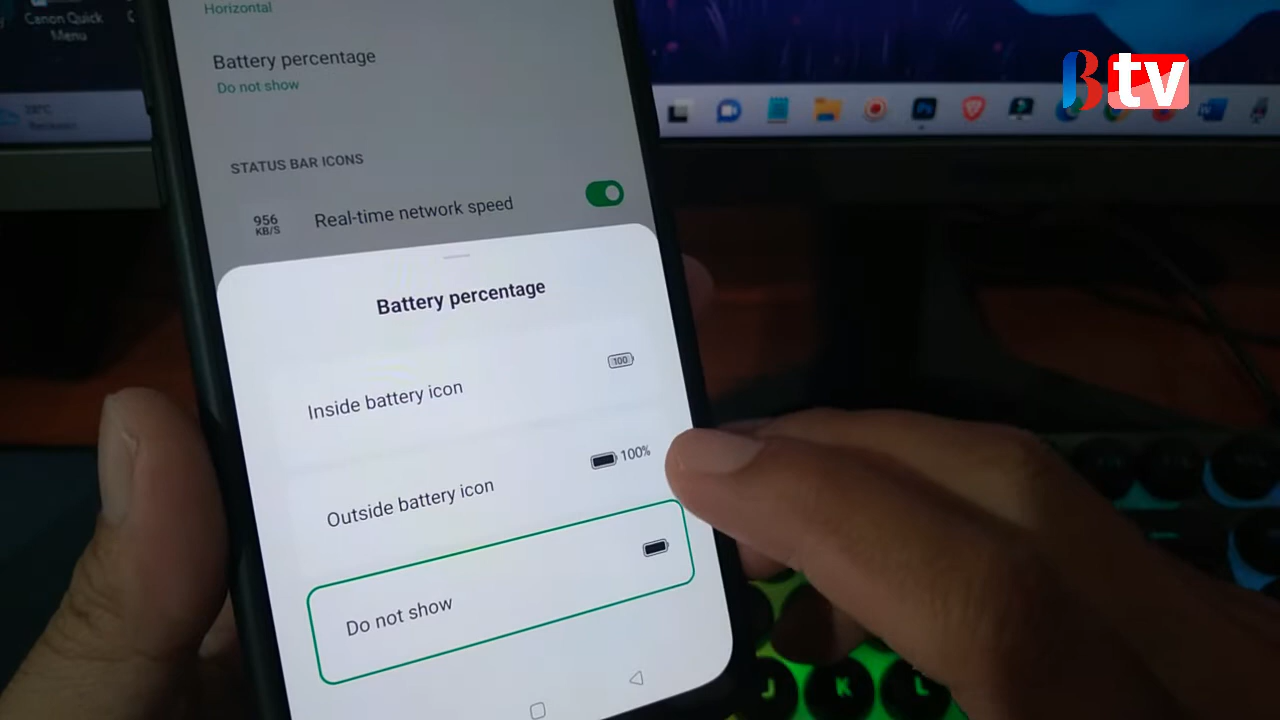 Canon Quick
Menu
Horizontal
Battery percentage
Do not show
STATUS BAR ICONS
956
KB/S
Real-time network speed
Battery percentage
Inside battery icon
100
Outside battery icon
100%
Do not show
B tv
J K L